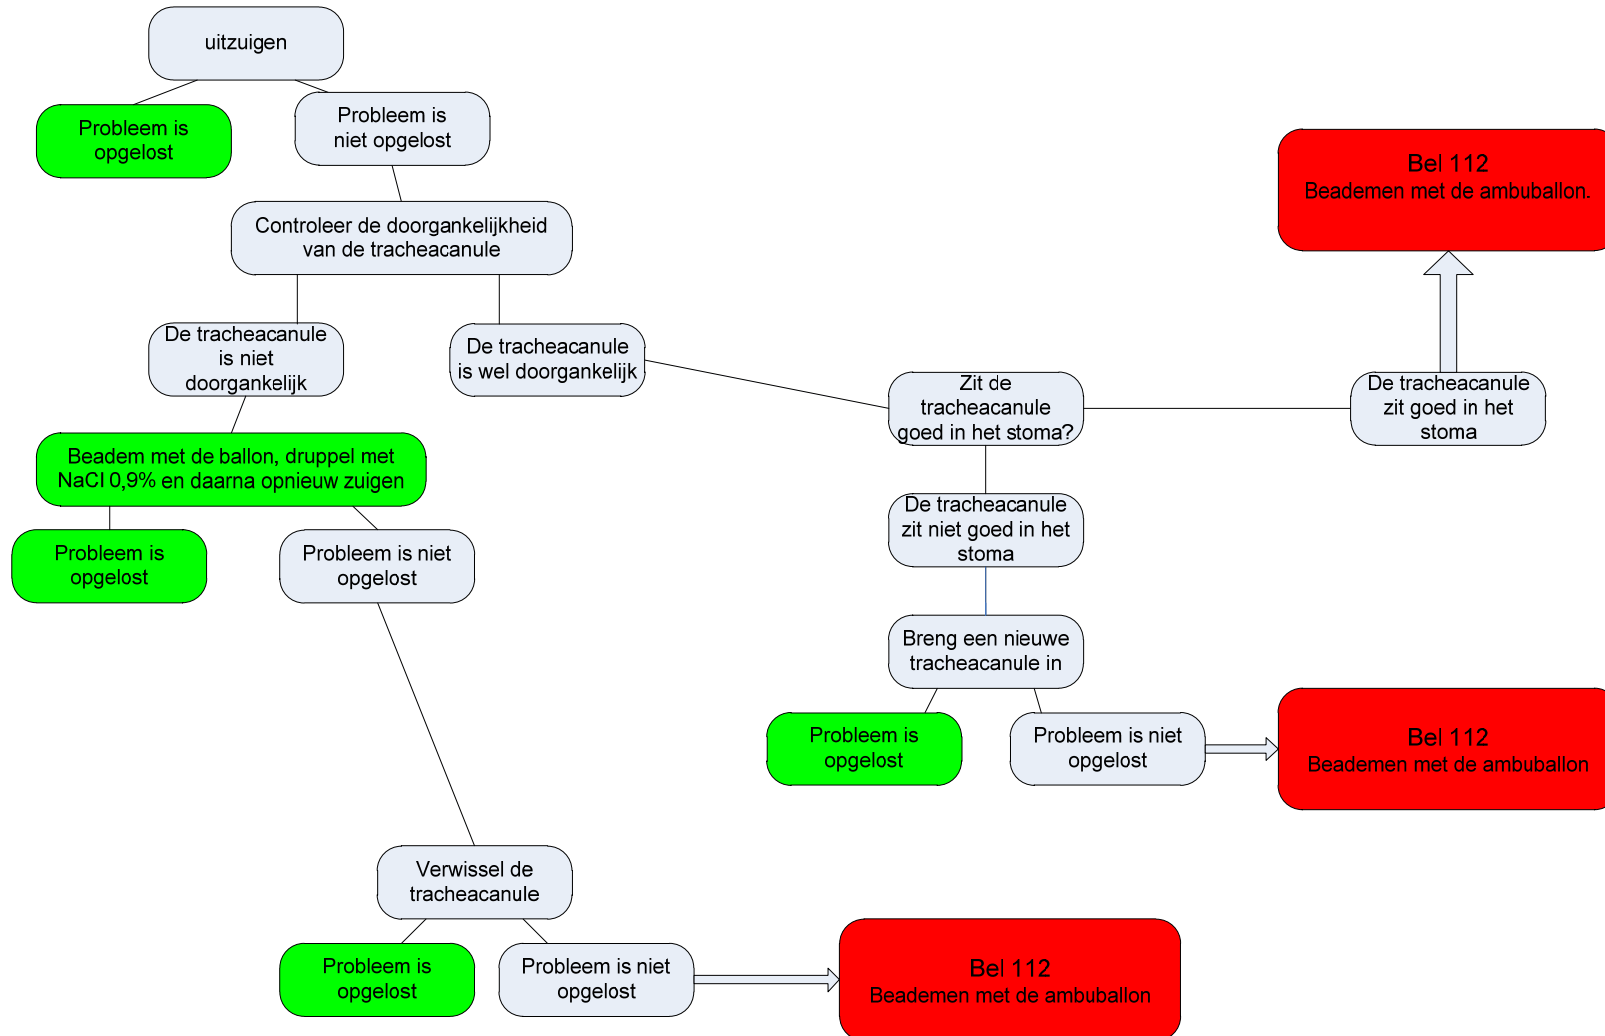 uitzuigen
Probleem is
opgelost
Probleem is
niet opgelost
Controleer de doorgankelijkheid
van de tracheacanule
De tracheacanule
is niet
doorgankelijk
De tracheacanule
is wel doorgankelijk
Zit de
tracheacanule
goed in het stoma?
De tracheacanule
zit goed in het
stoma
Bel 112
Beademen met de ambuballon.
Beadem met de ballon, druppel met
NaCl 0,9% en daarna opnieuw zuigen
Probleem is
opgelost
Probleem is niet
opgelost
De tracheacanule
zit niet goed in het
stoma
Breng een nieuwe
tracheacanule in
Probleem is
opgelost
Probleem is niet
opgelost
Bel 112
Beademen met de ambuballon
Verwissel de
tracheacanule
Probleem is
opgelost
Probleem is niet
opgelost
Bel 112
Beademen met de ambuballon